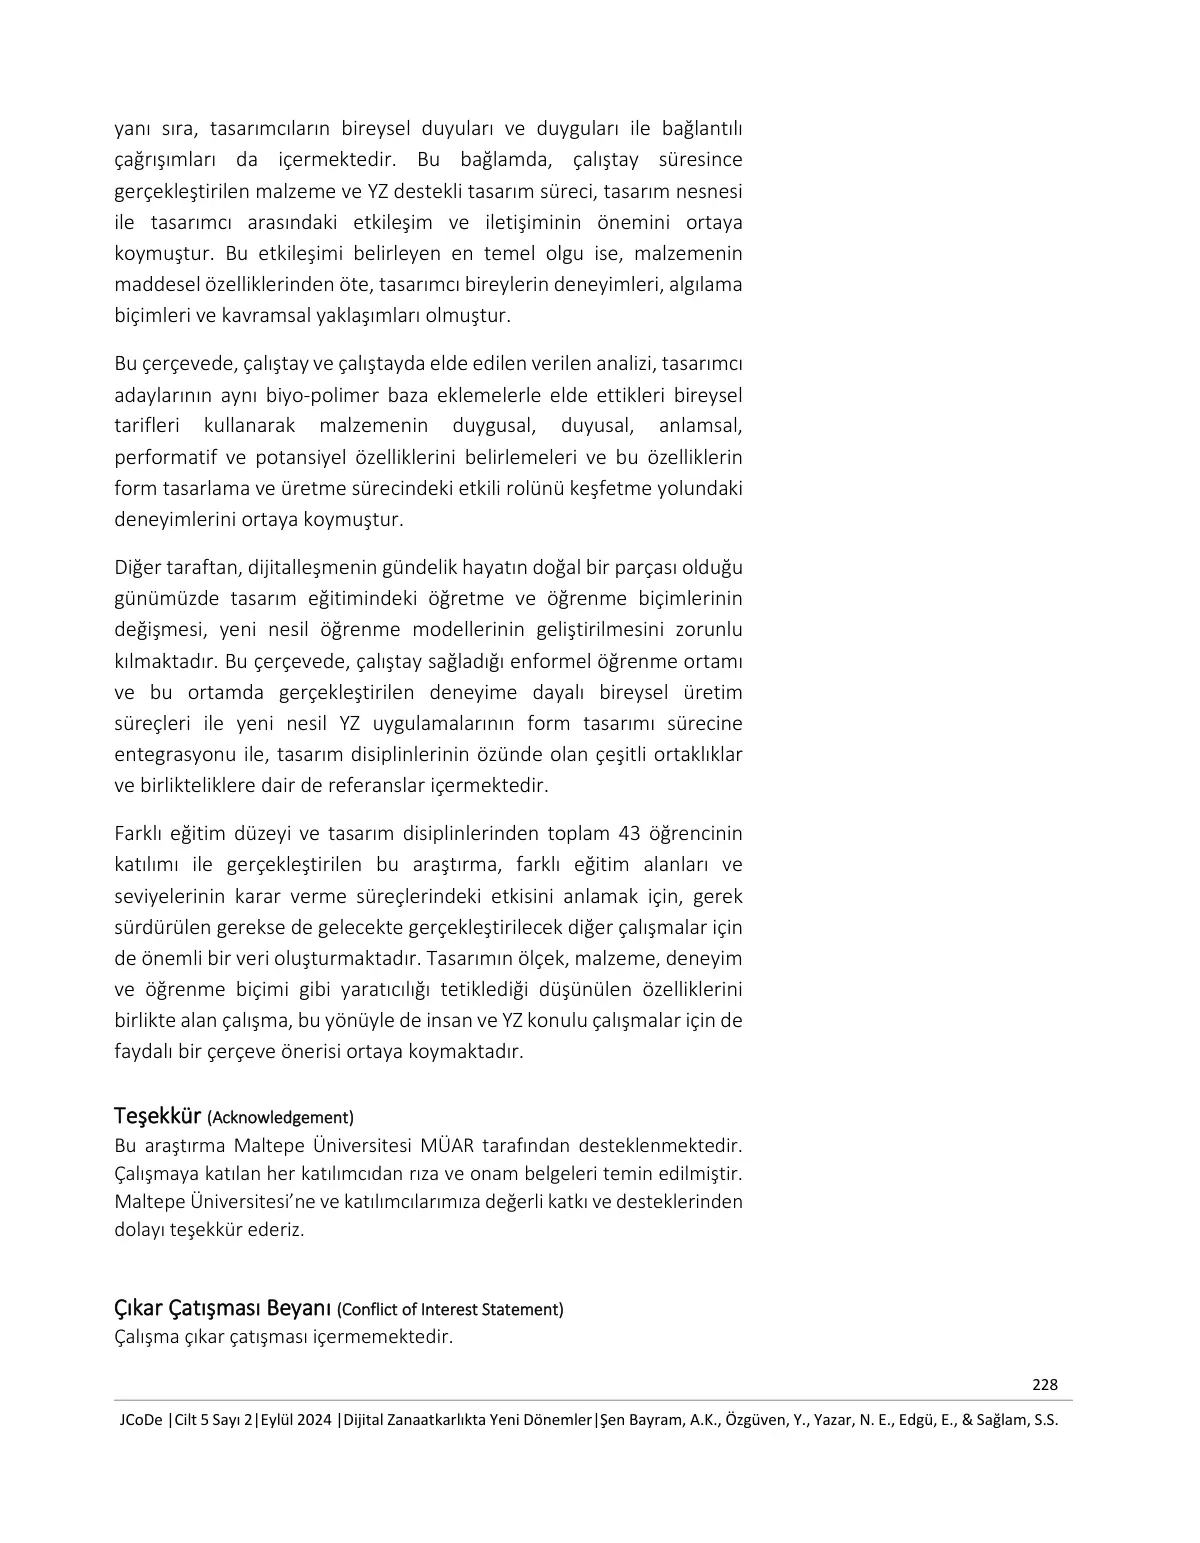 yanı sıra, tasarımcıların bireysel duyuları ve duyguları ile bağlantılı
çağrışımları da içermektedir. Bu bağlamda, çalıştay süresince
gerçekleştirilen malzeme ve YZ destekli tasarım süreci, tasarım nesnesi
ile tasarımcı arasındaki etkileşim ve iletişiminin önemini ortaya
koymuştur. Bu etkileşimi belirleyen en temel olgu ise, malzemenin
maddesel özelliklerinden öte, tasarımcı bireylerin deneyimleri, algılama
biçimleri ve kavramsal yaklaşımları olmuştur.
Bu çerçevede, çalıştay ve çalıştayda elde edilen verilen analizi, tasarımcı
adaylarının aynı biyo-polimer baza eklemelerle elde ettikleri bireysel
tarifleri kullanarak malzemenin duygusal, duyusal, anlamsal,
performatif ve potansiyel özelliklerini belirlemeleri ve bu özelliklerin
form tasarlama ve üretme sürecindeki etkili rolünü keşfetme yolundaki
deneyimlerini ortaya koymuştur.
Diğer taraftan, dijitalleşmenin gündelik hayatın doğal bir parçası olduğu
günümüzde tasarım eğitimindeki öğretme ve öğrenme biçimlerinin
değişmesi, yeni nesil öğrenme modellerinin geliştirilmesini zorunlu
kılmaktadır. Bu çerçevede, çalıştay sağladığı enformel öğrenme ortamı
ve bu ortamda gerçekleştirilen deneyime dayalı bireysel üretim
süreçleri ile yeni nesil YZ uygulamalarının form tasarımı sürecine
entegrasyonu ile, tasarım disiplinlerinin özünde olan çeşitli ortaklıklar
ve birlikteliklere dair de referanslar içermektedir.
Farklı eğitim düzeyi ve tasarım disiplinlerinden toplam 43 öğrencinin
katılımı ile gerçekleştirilen bu araştırma, farklı eğitim alanları ve
seviyelerinin karar verme süreçlerindeki etkisini anlamak için, gerek
sürdürülen gerekse de gelecekte gerçekleştirilecek diğer çalışmalar için
de önemli bir veri oluşturmaktadır. Tasarımın ölçek, malzeme, deneyim
ve öğrenme biçimi gibi yaratıcılığı tetiklediği düşünülen özelliklerini
birlikte alan çalışma, bu yönüyle de insan ve YZ konulu çalışmalar için de
faydalı bir çerçeve önerisi ortaya koymaktadır.
Teşekkür (Acknowledgement)
Bu araştırma Maltepe Üniversitesi MÜAR tarafından desteklenmektedir.
Çalışmaya katılan her katılımcıdan rıza ve onam belgeleri temin edilmiştir.
Maltepe Üniversitesi’ne ve katılımcılarımıza değerli katkı ve desteklerinden
dolayı teşekkür ederiz.
Çıkar Çatışması Beyanı (Conflict of Interest Statement)
Çalışma çıkar çatışması içermemektedir.
228
JCoDe |Cilt 5 Sayı 2|Eylül 2024 |Dijital Zanaatkarlıkta Yeni Dönemler|Şen Bayram, A.K., Özgüven, Y., Yazar, N. E., Edgü, E., & Sağlam, S.S.